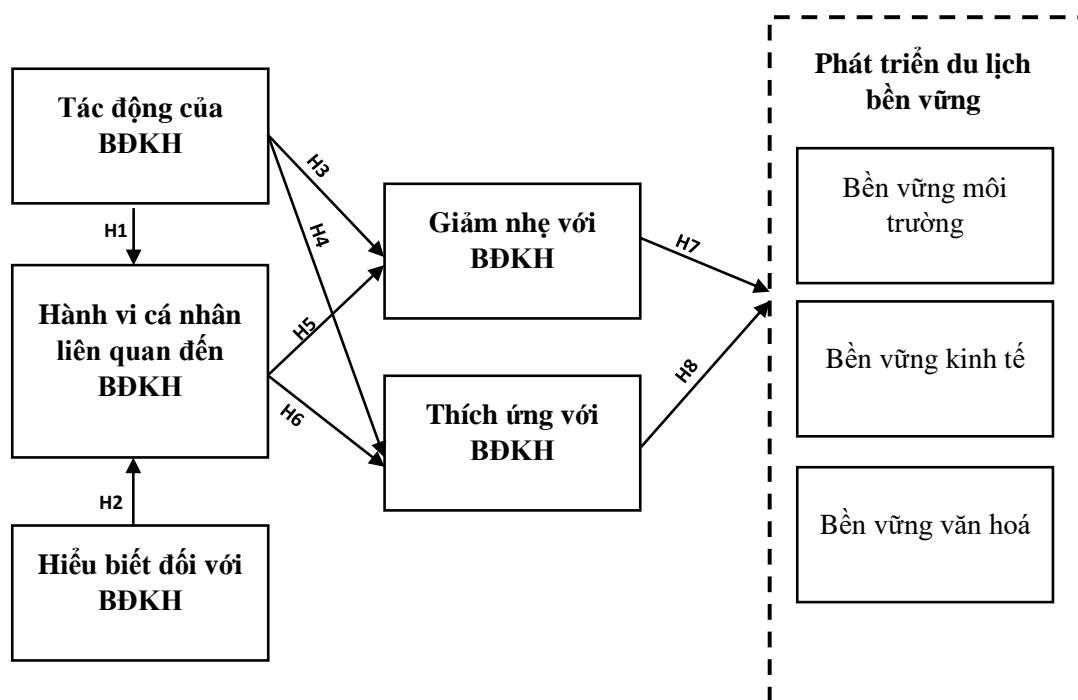 Tác động của
BĐKH
H1
Hành vi cá nhân
liên quan đến
BĐKH
H2
Hiểu biết đối với
BĐKH
H3
H4
H5
H6
Giảm nhẹ với
BĐKH
Thích ứng với
BĐKH
H7
H8
Phát triển du lịch
bền vững
Bền vững môi
trường
Bền vững kinh tế
Bền vững văn hoá